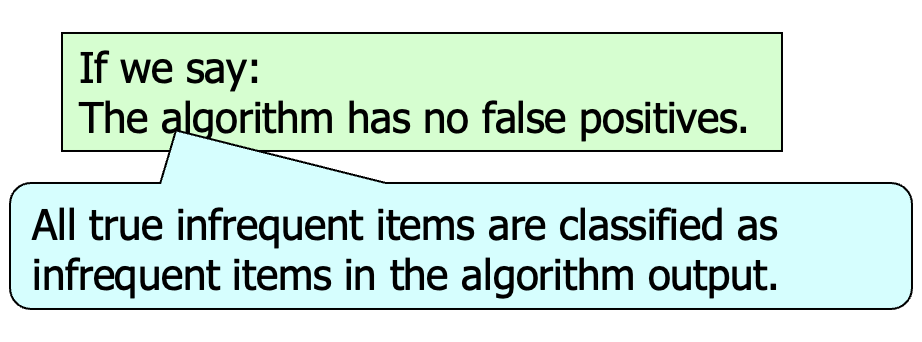 If we say:
The algorithm has no false positives.
All true infrequent items are classified as
infrequent items in the algorithm output.